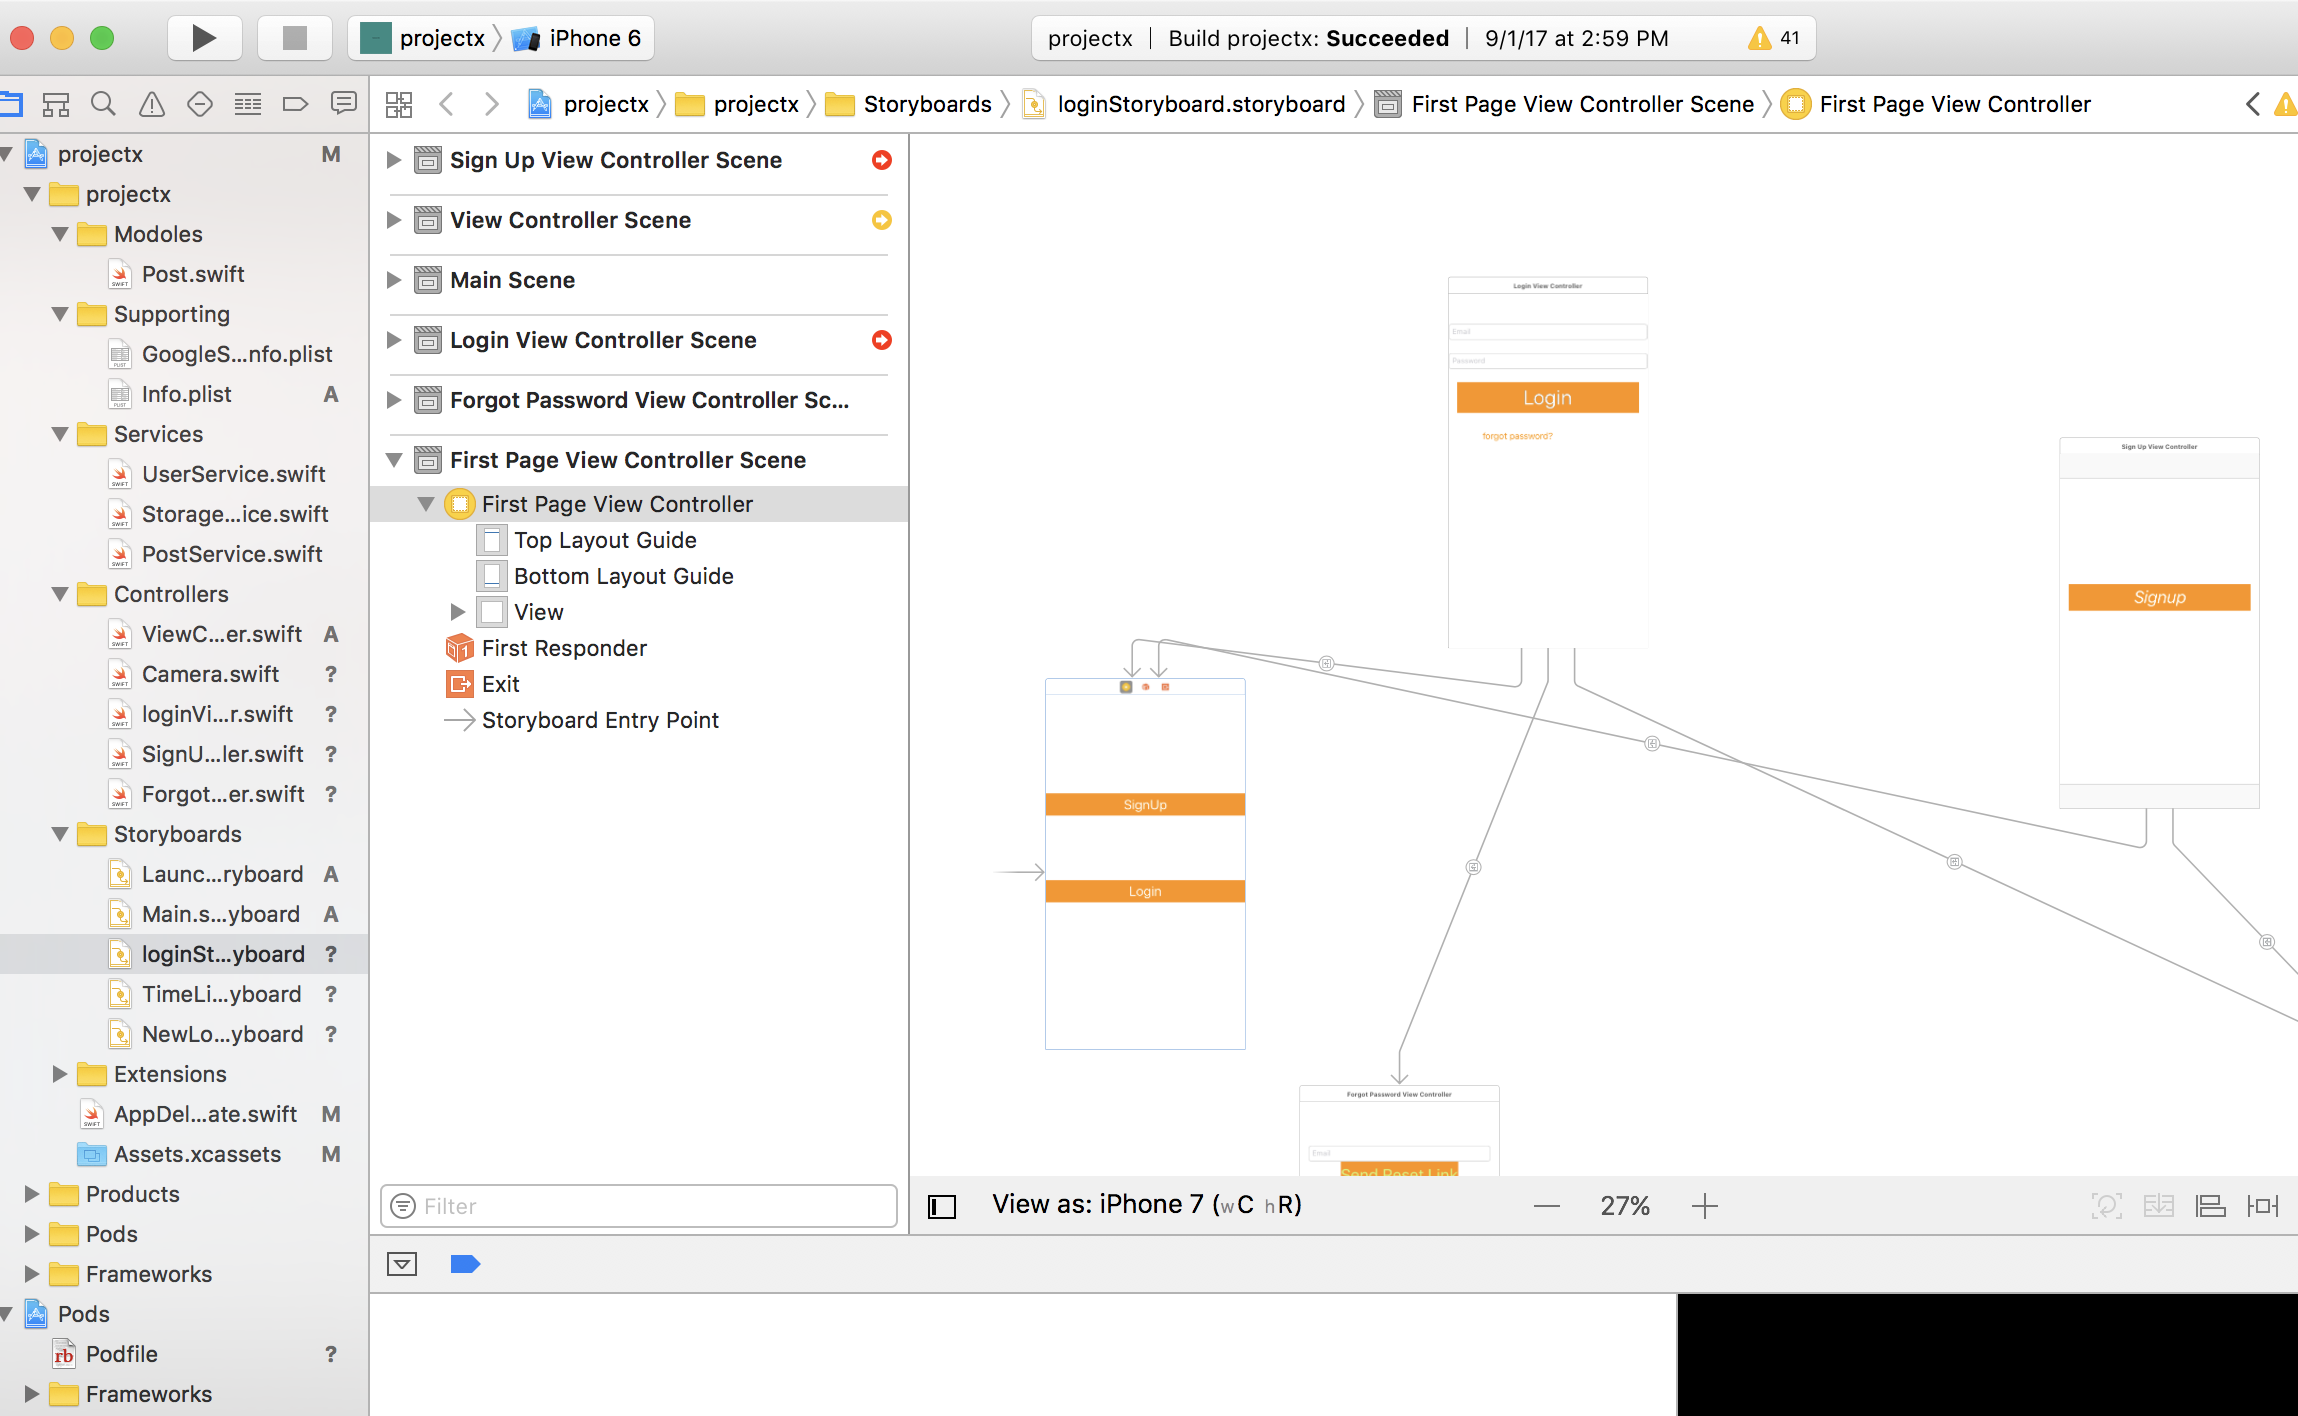 projectx
iPhone 6
projectx
Build projectx: Succeeded
9/1/17 at 2:59 PM
41
projectx
projectx
Storyboards
loginStoryboard.storyboard
First Page View Controller Scene
First Page View Controller
projectx M
projectx
Modoles
Post.swift
Supporting
GoogleS...nfo.plist
Info.plist A
Services
UserService.swift
Storage...ice.swift
PostService.swift
Controllers
ViewC...er.swift A
Camera.swift ?
loginVi...r.swift ?
SignU...ler.swift ?
Forgot...er.swift ?
Storyboards
Launc...ryboard A
Main.s...yboard A
loginSt...yboard ?
TimeLi...yboard ?
NewLo...yboard ?
Extensions
AppDel...ate.swift M
Assets.xcassets M
Products
Pods
Frameworks
Pods
Podfile ?
Frameworks
Sign Up View Controller Scene
View Controller Scene
Main Scene
Login View Controller Scene
Forgot Password View Controller Sc...
First Page View Controller Scene
First Page View Controller
Top Layout Guide
Bottom Layout Guide
View
First Responder
Exit
Storyboard Entry Point
Filter
Login View Controller
Email
Password
Login
forgot password?
Sign Up View Controller
Signup
SignUp
Login
Forgot Password View Controller
Email
Send Reset Link
View as: iPhone 7 (wC hR)
27%